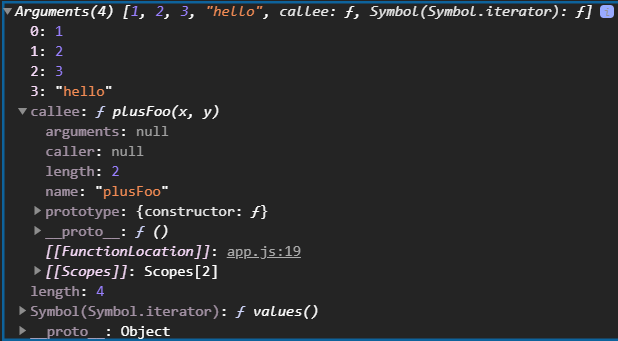 ▼Arguments(4) [1, 2, 3, "hello", callee: ƒ, Symbol(Symbol.iterator): ƒ] i
0: 1
1: 2
2: 3
3: "hello"
▼callee: ƒ plusFoo(x, y)
arguments: null
caller: null
length: 2
name: "plusFoo"
▶prototype: {constructor: ƒ}
▶__proto__: ƒ ()
[[FunctionLocation]]: app.js:19
▶[[Scopes]]: Scopes[2]
length: 4
▶Symbol(Symbol.iterator): ƒ values()
▶__proto__: Object